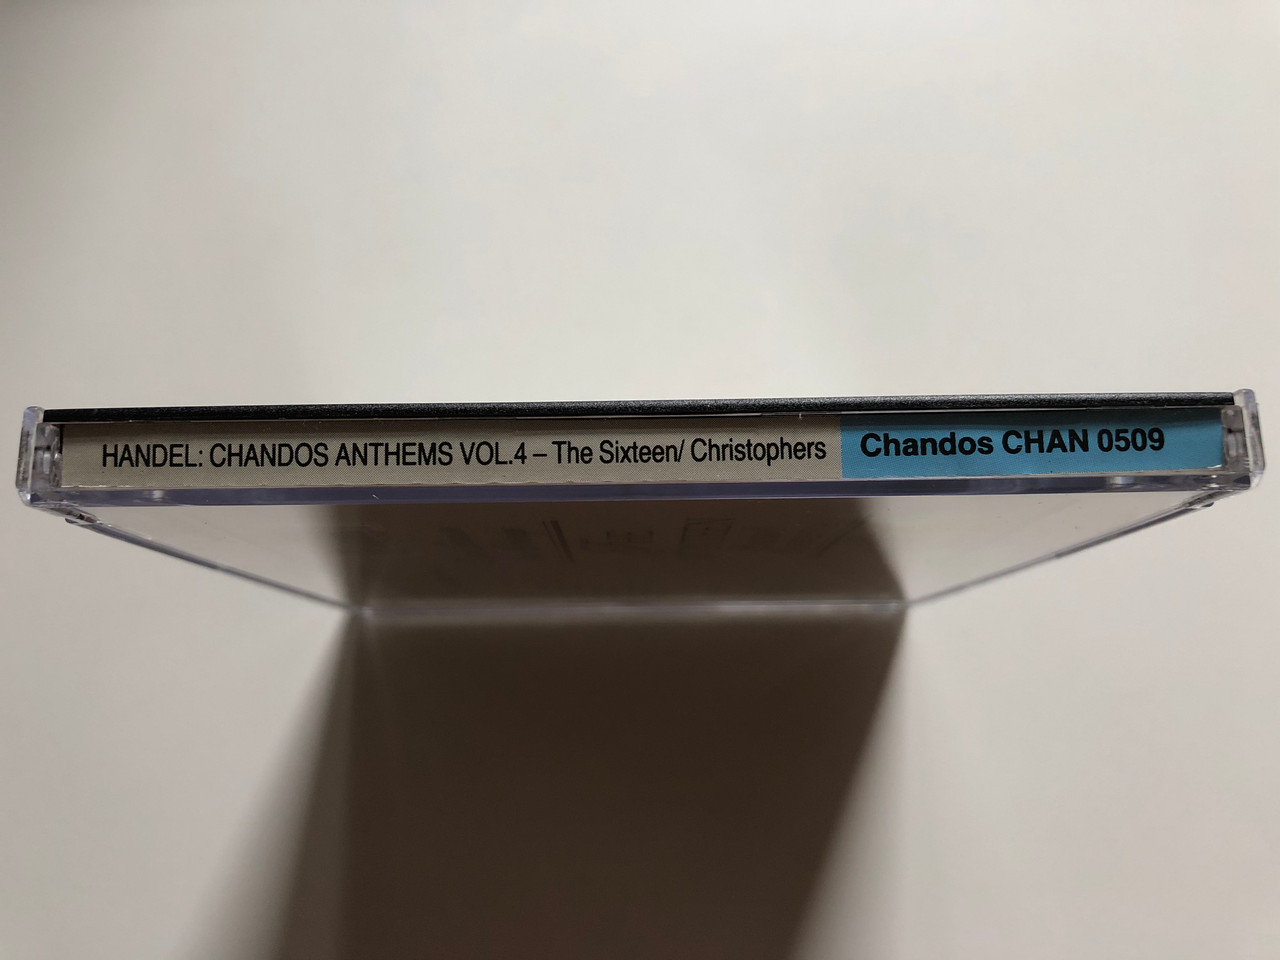 HANDEL: CHANDOS ANTHEMS VOL.4 – The Sixteen/ Christophers
Chandos CHAN 0509